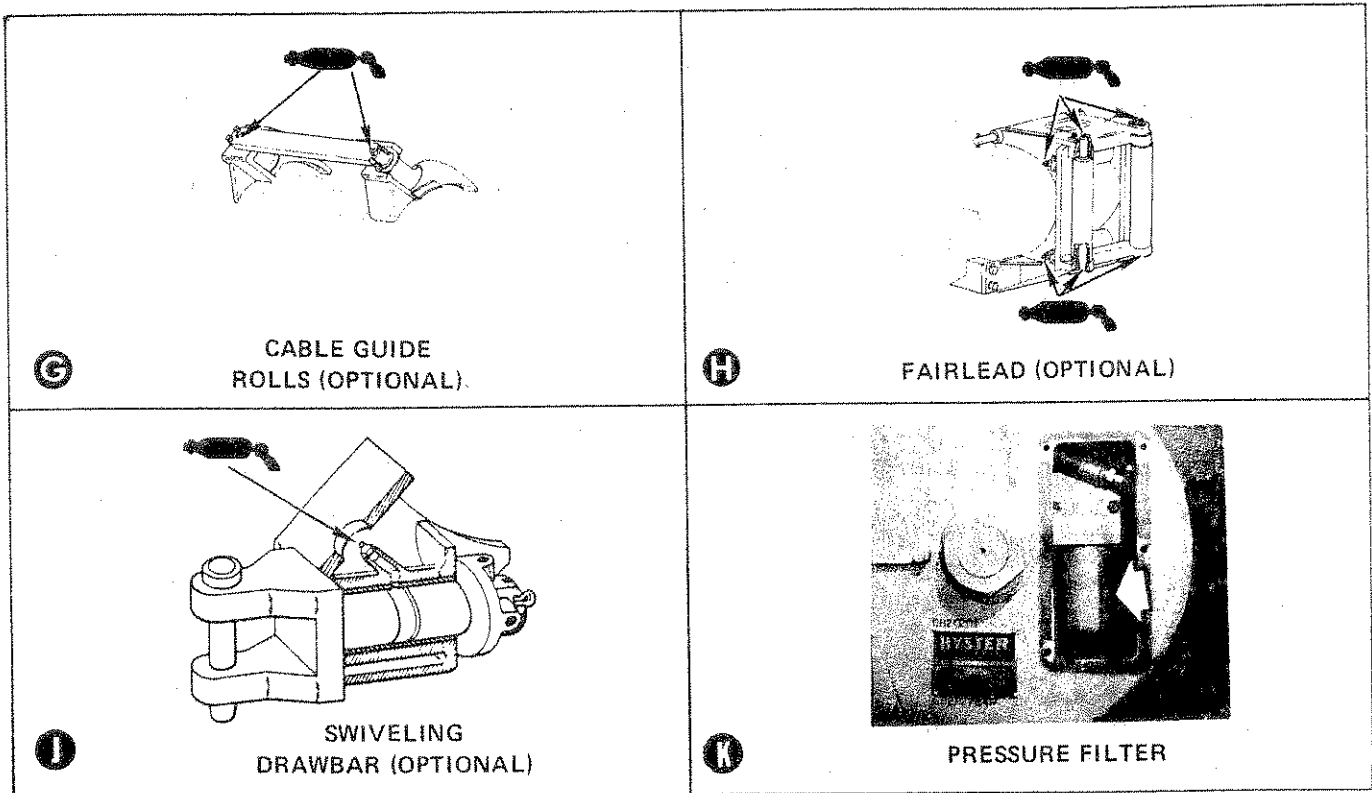 G
CABLE GUIDE
ROLLS (OPTIONAL)
H
FAIRLEAD (OPTIONAL)
J
SWIVELING
DRAWBAR (OPTIONAL)
K
HYSTER
PRESSURE FILTER